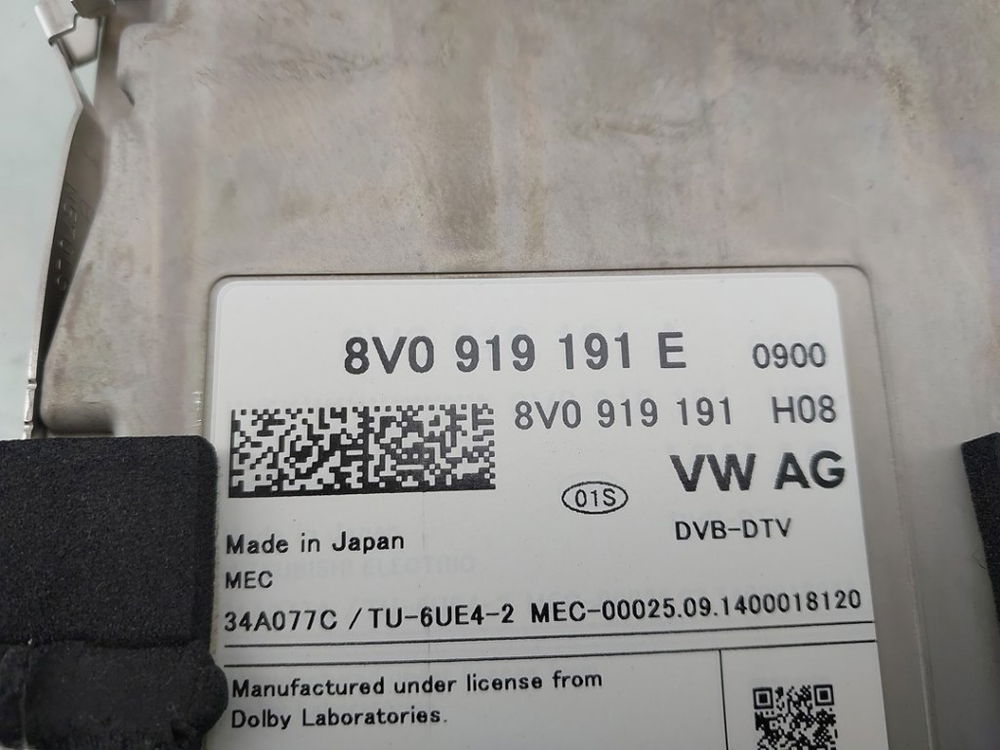 8V0 919 191 E 0900
8V0 919 191 H08
VW AG
01S
DVB-DTV
Made in Japan
MEC
34A077C / TU-6UE4-2 MEC-00025.09.1400018120
Manufactured under license from
Dolby Laboratories.